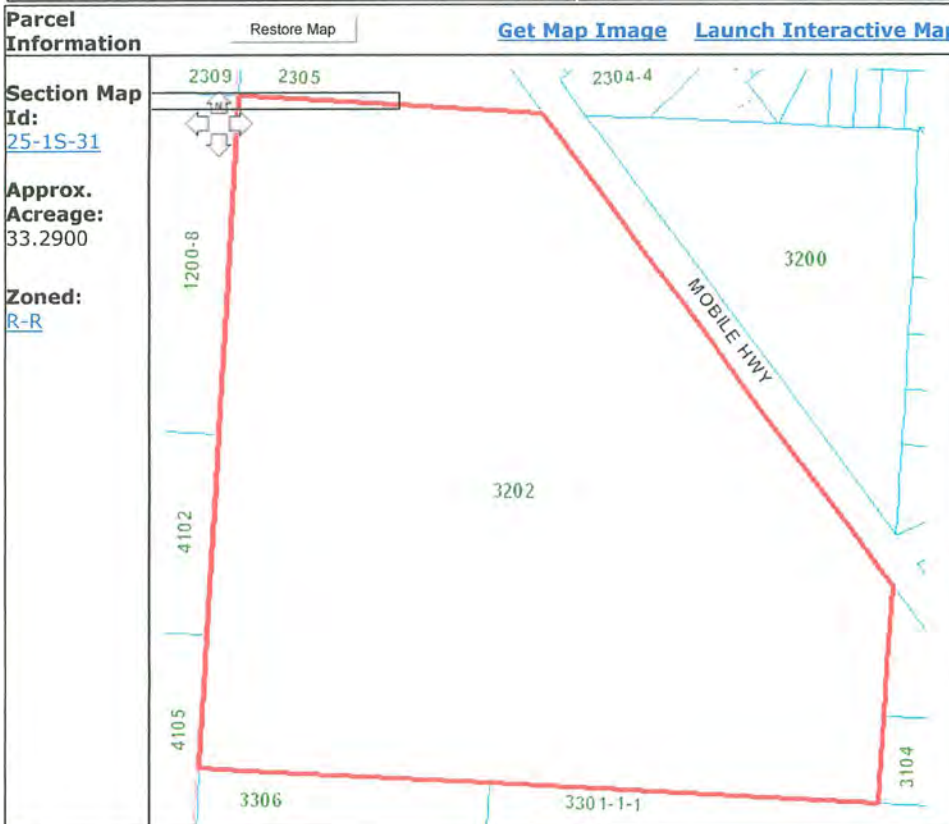 Parcel
Information
Restore Map
Get Map Image
Launch Interactive Map
Section Map
Id:
25-1S-31
Approx.
Acreage:
33.2900
Zoned:
R-R
2309
2305
2304-4
1200-8
3200
MOBILE HWY
3202
4102
4105
3104
3306
3301-1-1